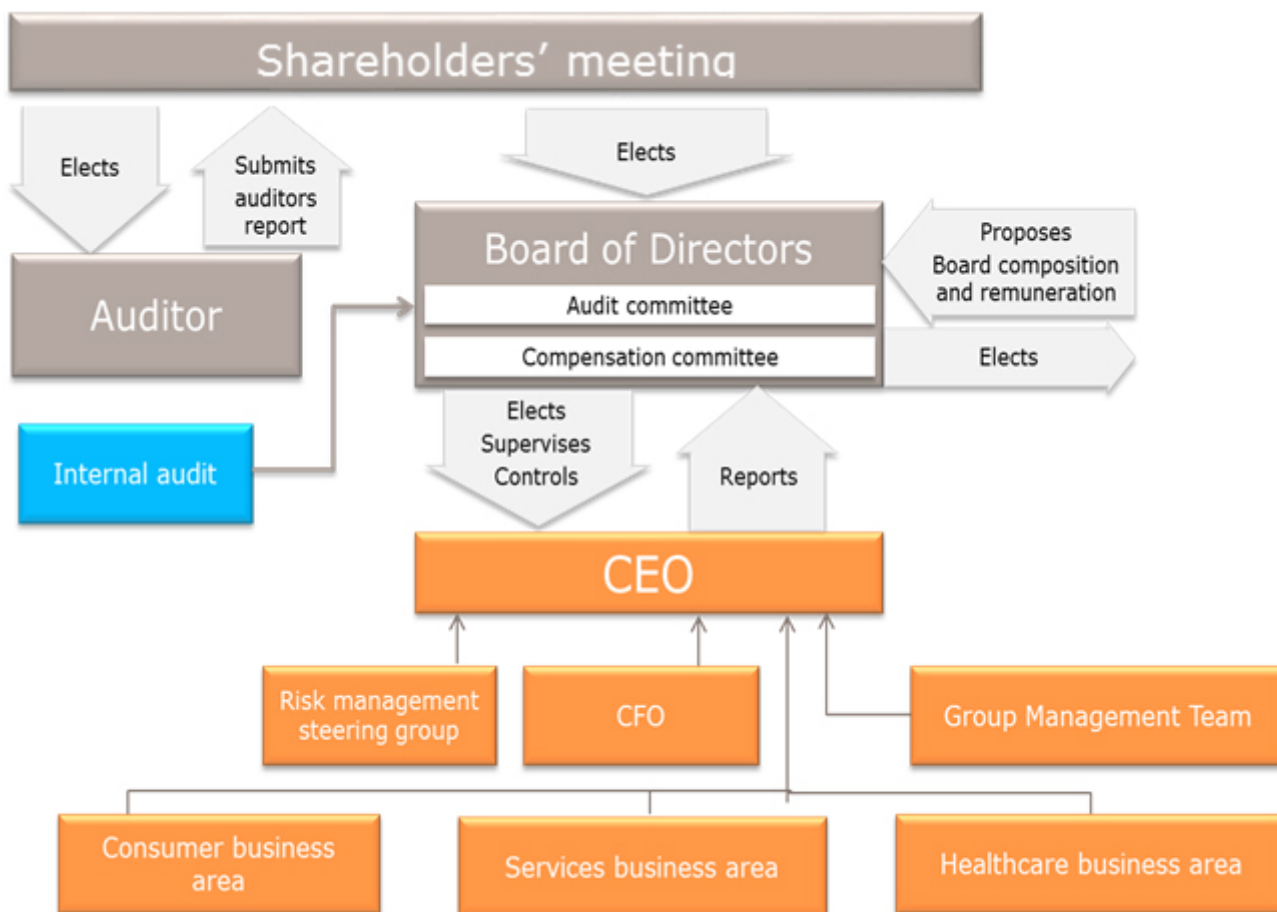 Shareholders’ meeting
Elects
Submits
auditors
report
Elects
Board of Directors
Audit committee
Compensation committee
Proposes
Board composition
and remuneration
Elects
Auditor
Internal audit
Elects
Supervises
Controls
Reports
CEO
Risk management
steering group
CFO
Group Management Team
Consumer business
area
Services business area
Healthcare business area